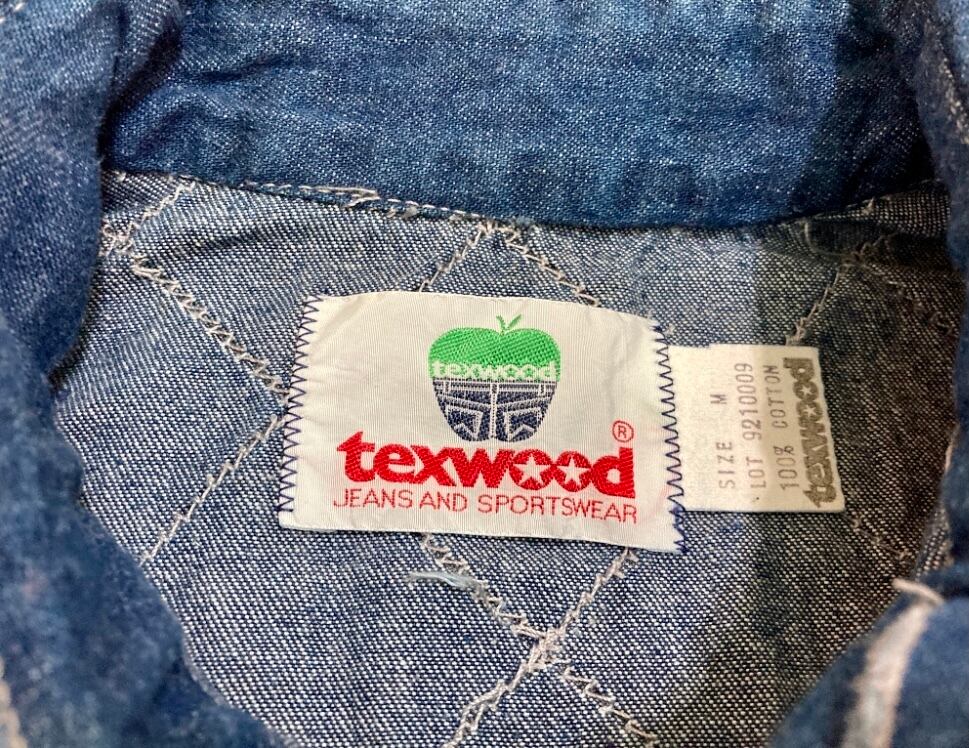 texwood
texwood®
JEANS AND SPORTSWEAR
SIZE M
LOT 9210009
100% COTTON
texwood